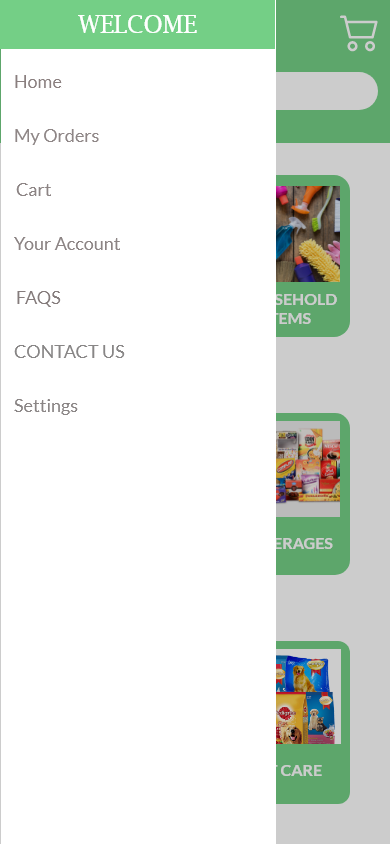 WELCOME
Home
My Orders
Cart
Your Account
FAQS
CONTACT US
Settings
SEHOLD
TEMS
ERAGES
CARE